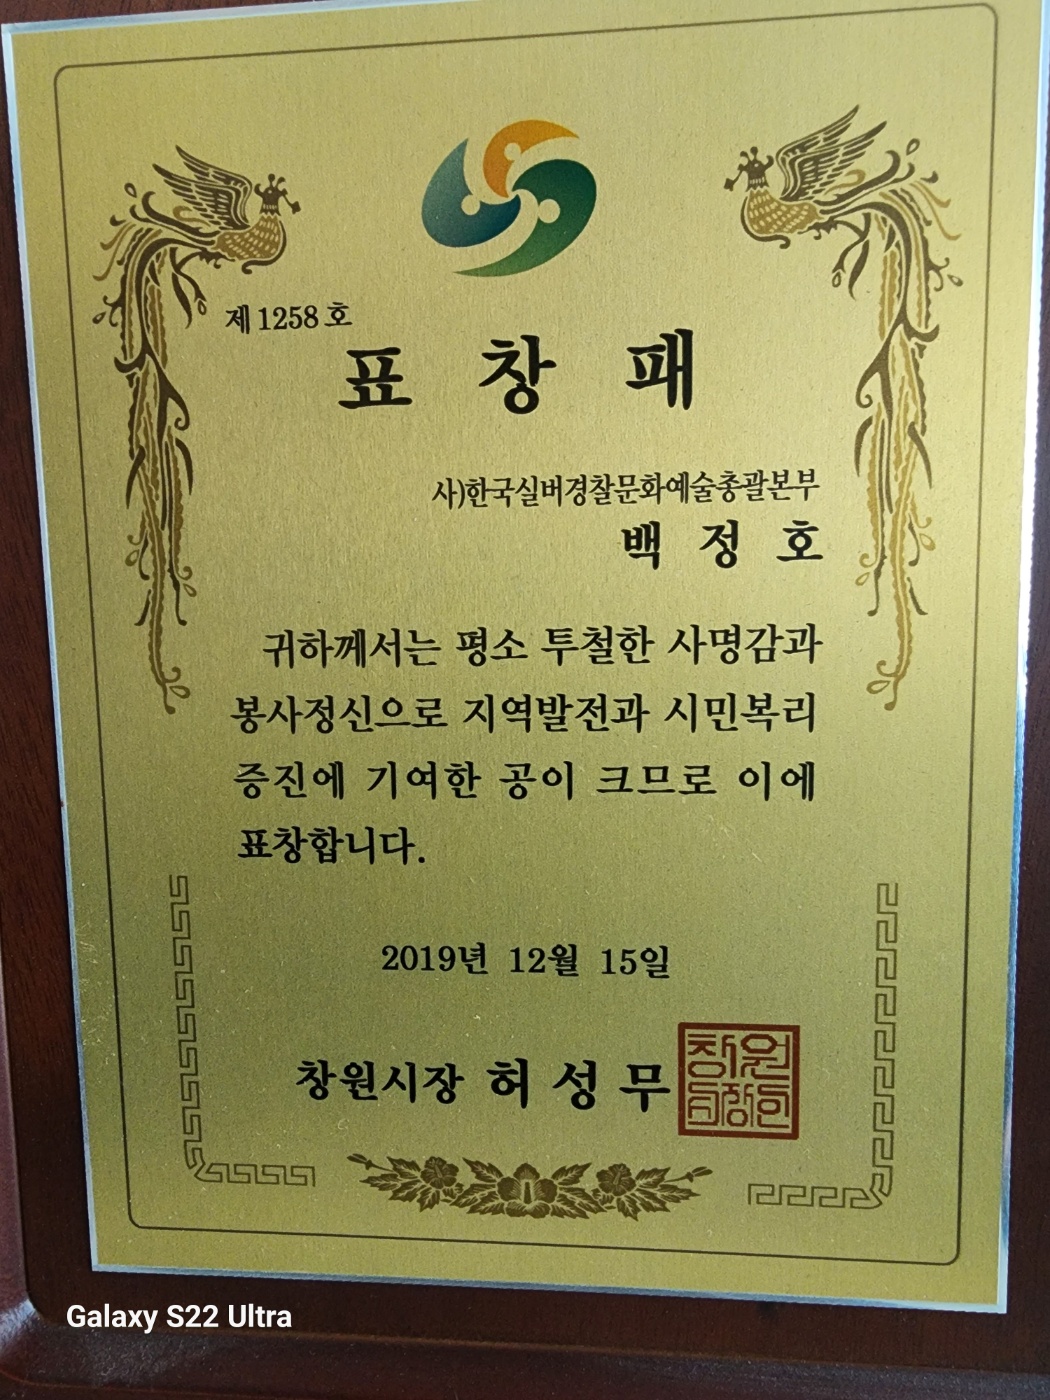 제1258호
표 창 패
사)한국실버경찰문화예술총괄본부
백 정 호
귀하께서는 평소 투철한 사명감과
봉사정신으로 지역발전과 시민복리
증진에 기여한 공이 크므로 이에
표창합니다.
2019년 12월 15일
창원시장 허 성 무
Galaxy S22 Ultra